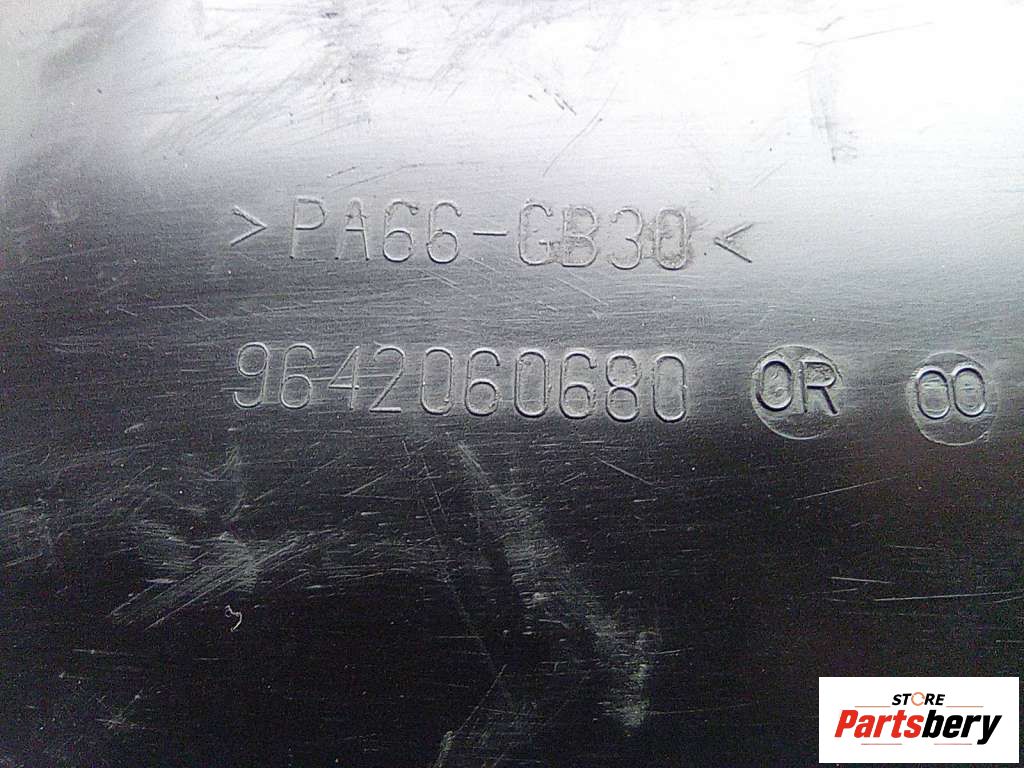 >PA66-GB30<
9642060680 OR 00
STORE
Partsbery